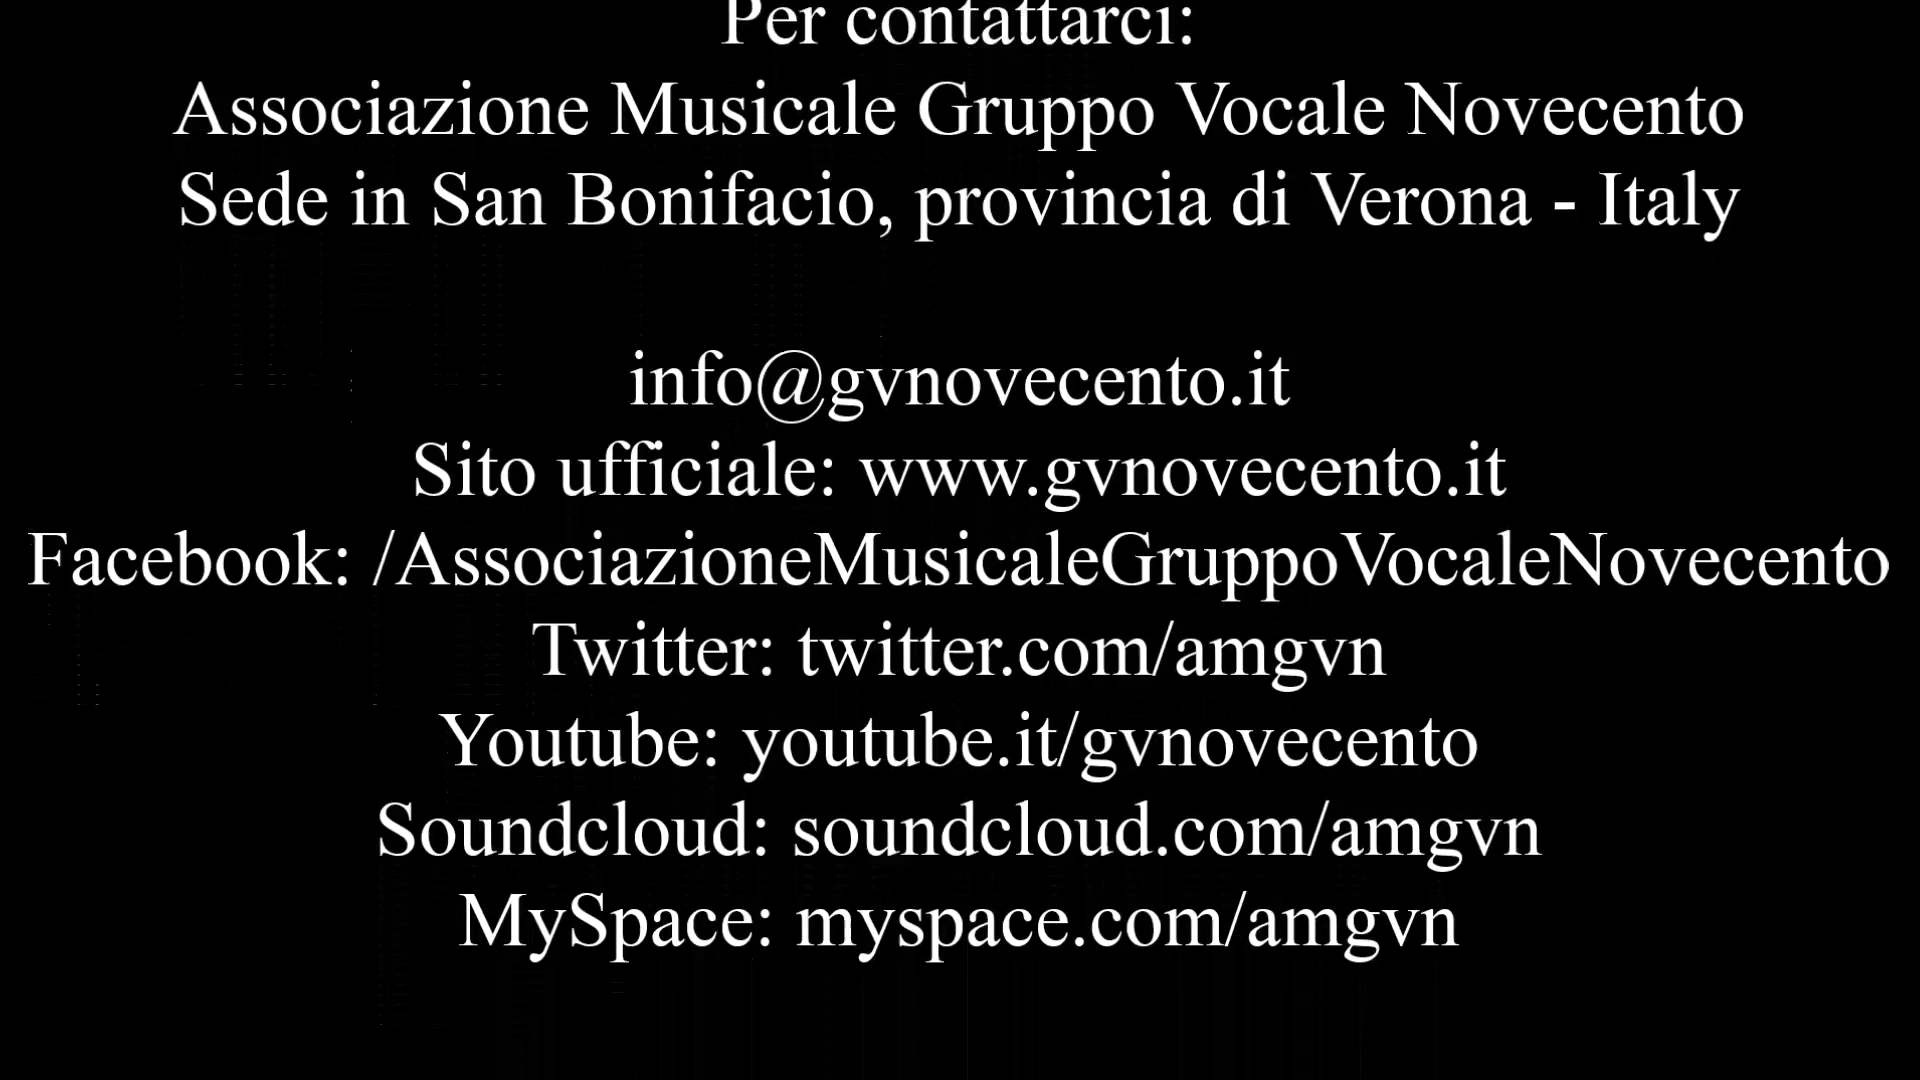 Per contattarci:
Associazione Musicale Gruppo Vocale Novecento
Sede in San Bonifacio, provincia di Verona - Italy
info@gvnovecento.it
Sito ufficiale: www.gvnovecento.it
Facebook: /AssociazioneMusicaleGruppoVocaleNovecento
Twitter: twitter.com/amgvn
Youtube: youtube.it/gvnovecento
Soundcloud: soundcloud.com/amgvn
MySpace: myspace.com/amgvn